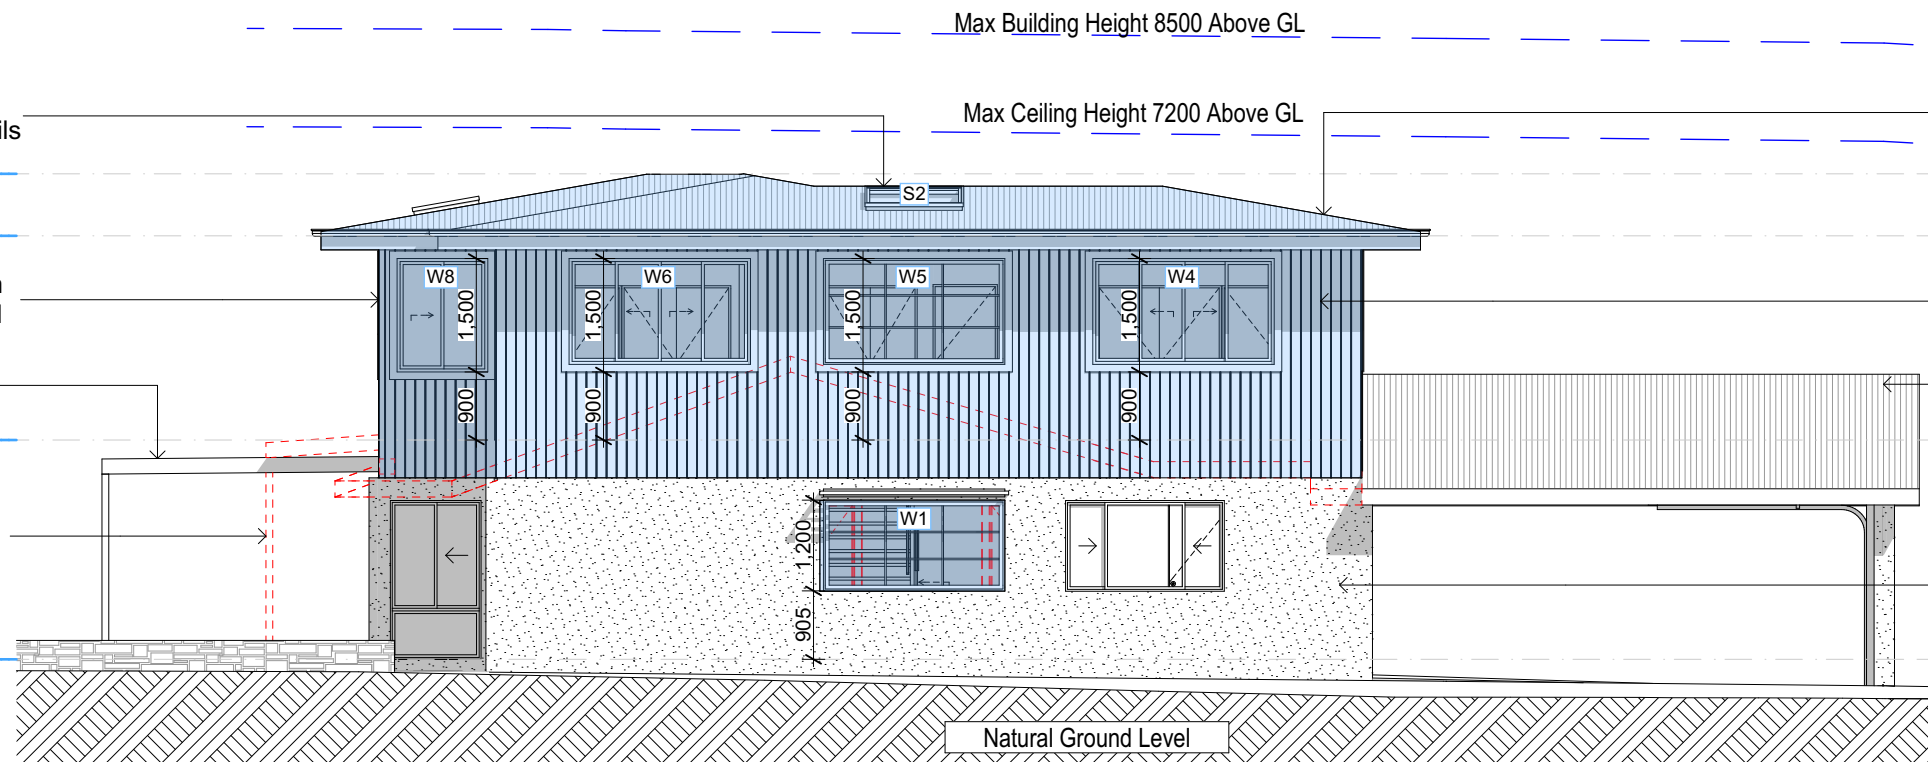 Max Building Height 8500 Above GL
Max Ceiling Height 7200 Above GL
ils
S2
W8
W6
W5
W4
1,500
1,500
1,500
1,500
900
900
900
900
W1
1,200
905
Natural Ground Level